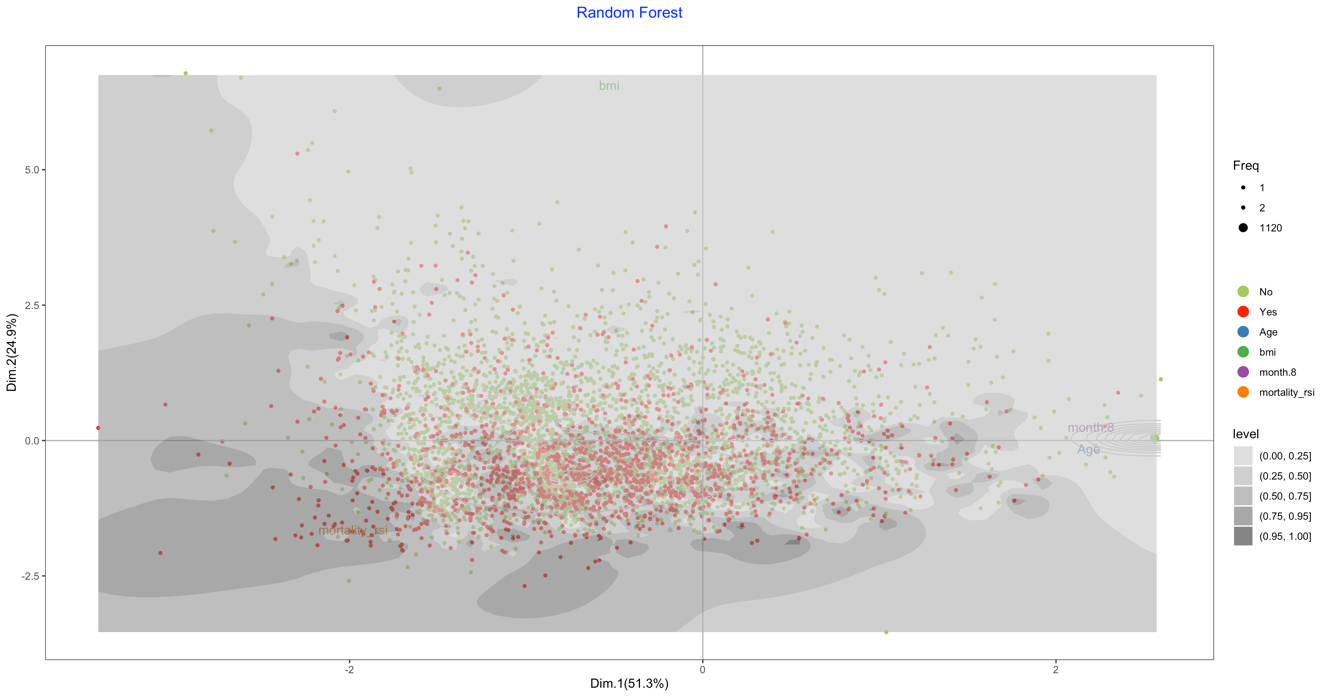 Random Forest
bmi
month.8
Age
mortality_rsi
5.0
2.5
0.0
-2.5
Dim.2(24.9%)
-2
0
2
Dim.1(51.3%)
Freq
1
2
1120
No
Yes
Age
bmi
month.8
mortality_rsi
level
(0.00, 0.25]
(0.25, 0.50]
(0.50, 0.75]
(0.75, 0.95]
(0.95, 1.00]